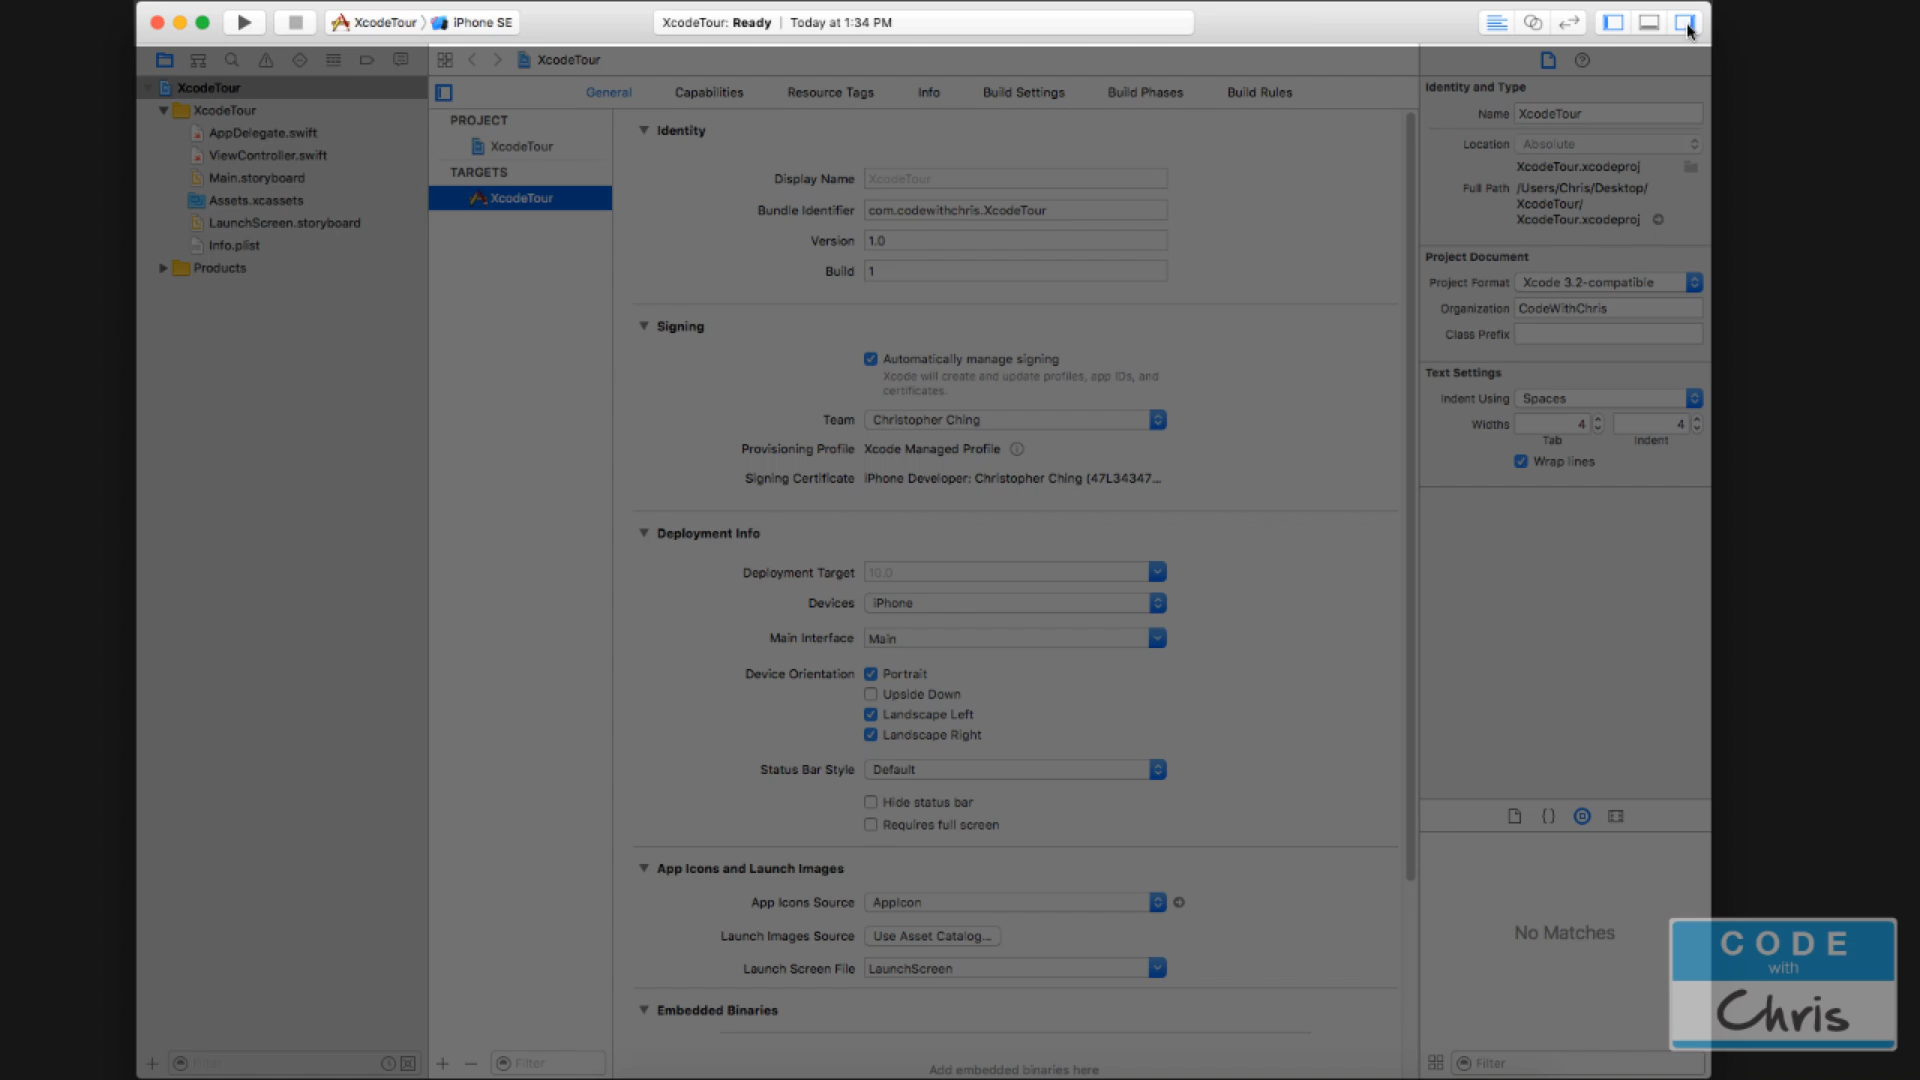 XcodeTour 〉 iPhone SE
XcodeTour: Ready | Today at 1:34 PM
XcodeTour
XcodeTour
AppDelegate.swift
ViewController.swift
Main.storyboard
Assets.xcassets
LaunchScreen.storyboard
Info.plist
Products
Filter
XcodeTour
General Capabilities Resource Tags Info Build Settings Build Phases Build Rules
PROJECT
XcodeTour
TARGETS
XcodeTour
Filter
Identity
Display Name XcodeTour
Bundle Identifier com.codewithchris.XcodeTour
Version 1.0
Build 1
Signing
Automatically manage signing
Xcode will create and update profiles, app IDs, and
certificates.
Team Christopher Ching
Provisioning Profile Xcode Managed Profile
Signing Certificate iPhone Developer: Christopher Ching (47L34347...
Deployment Info
Deployment Target 10.0
Devices iPhone
Main Interface Main
Device Orientation Portrait
Upside Down
Landscape Left
Landscape Right
Status Bar Style Default
Hide status bar
Requires full screen
App Icons and Launch Images
App Icons Source AppIcon
Launch Images Source Use Asset Catalog...
Launch Screen File LaunchScreen
Embedded Binaries
Add embedded binaries here
Identity and Type
Name XcodeTour
Location Absolute
XcodeTour.xcodeproj
Full Path /Users/Chris/Desktop/
XcodeTour/
XcodeTour.xcodeproj
Project Document
Project Format Xcode 3.2-compatible
Organization CodeWithChris
Class Prefix
Text Settings
Indent Using Spaces
Widths 4 4
Tab Indent
Wrap lines
{}
No Matches
Filter
CODE
with
Chris